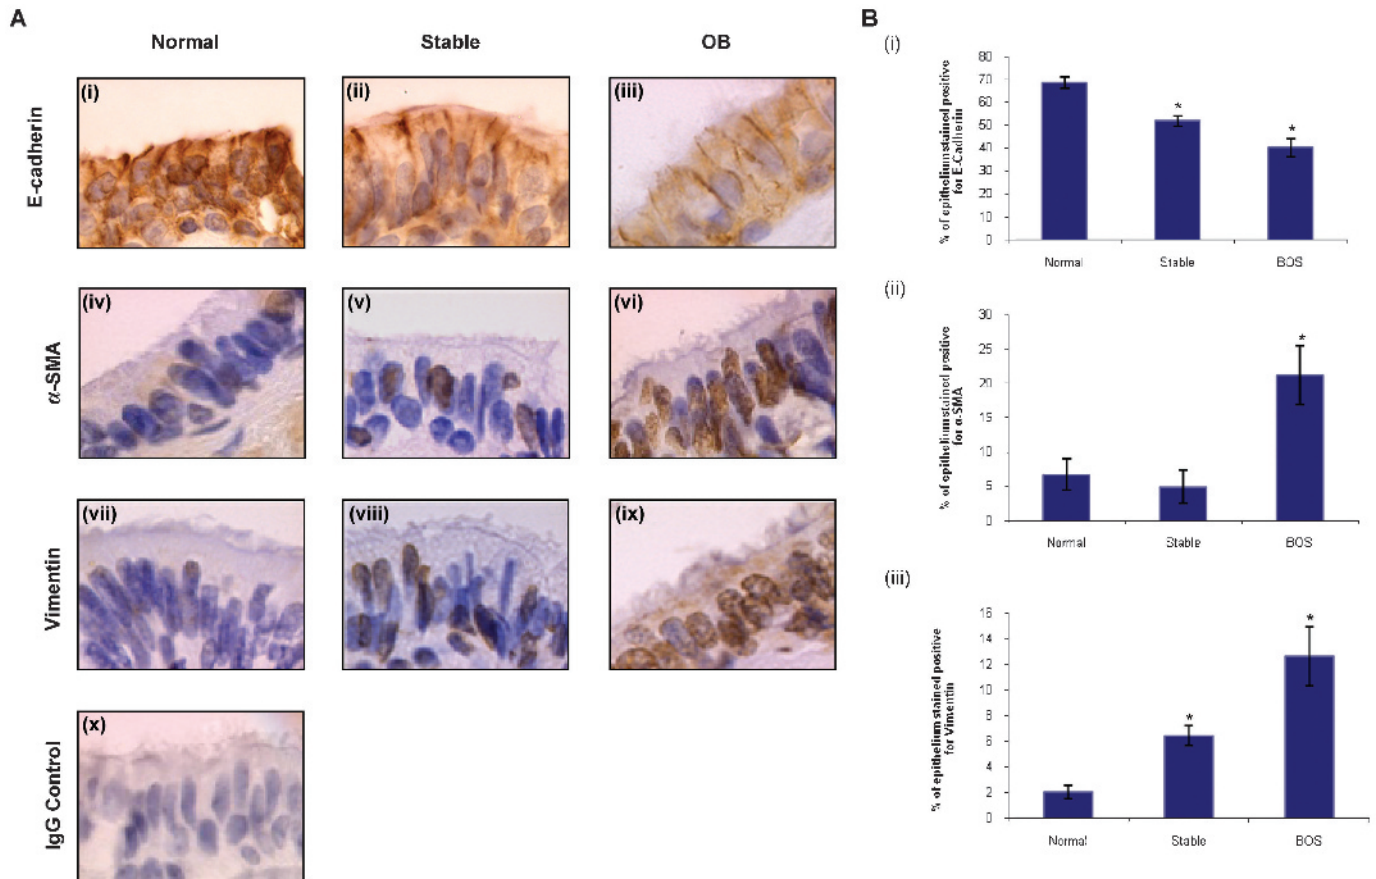 A
Normal
Stable
OB
E-cadherin
(i)
(ii)
(iii)
α-SMA
(iv)
(v)
(vi)
Vimentin
(vii)
(viii)
(ix)
IgG Control
(x)
B
(i)
% of epithelium stained positive
for E-Cadherin
80
70
60
50
40
30
20
10
0
*
*
Normal
Stable
BOS
(ii)
% of epithelium stained positive
for α-SMA
30
25
20
15
10
5
0
*
Normal
Stable
BOS
(iii)
% of epithelium stained positive
for Vimentin
16
14
12
10
8
6
4
2
0
*
*
Normal
Stable
BOS